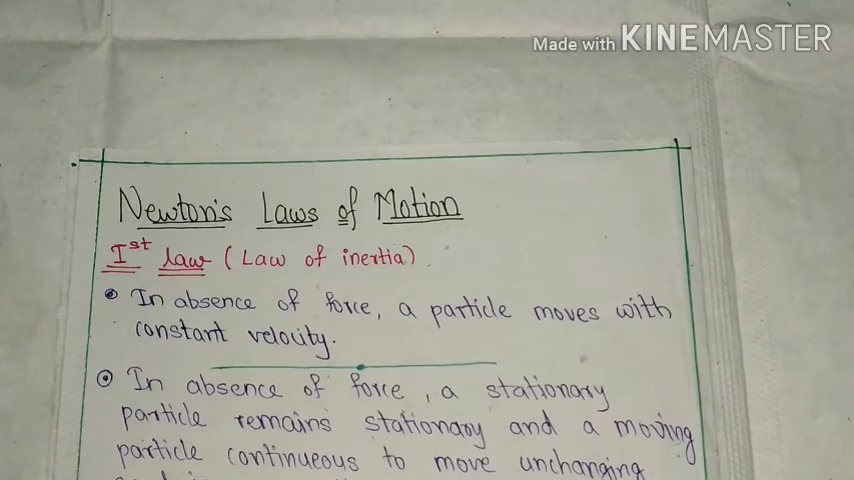 Made with KINEMASTER
Newton's Laws of Motion
Ist law (Law of inertia).
In absence of force, a particle moves with
constant velocity.
In absence of force, a stationary
particle remains stationary and a moving
particle continueous to move unchanging